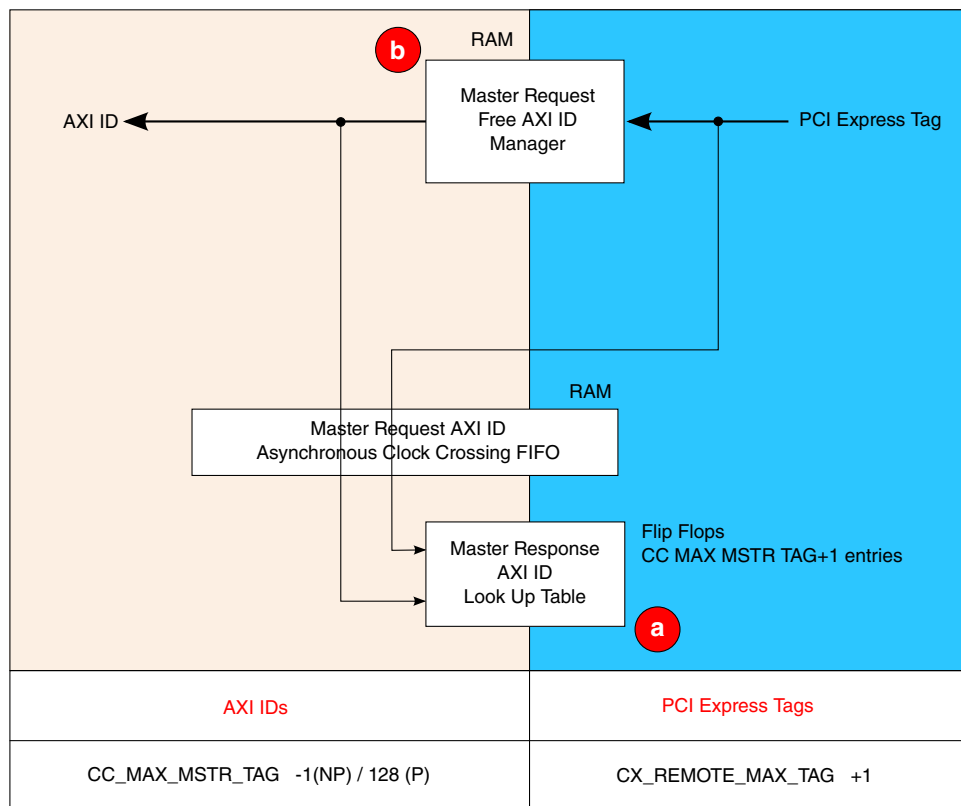 b
RAM
Master Request
Free AXI ID
Manager
AXI ID
PCI Express Tag
RAM
Master Request AXI ID
Asynchronous Clock Crossing FIFO
Flip Flops
CC MAX MSTR TAG+1 entries
Master Response
AXI ID
Look Up Table
a
AXI IDs
PCI Express Tags
CC_MAX_MSTR_TAG -1(NP) / 128 (P)
CX_REMOTE_MAX_TAG +1